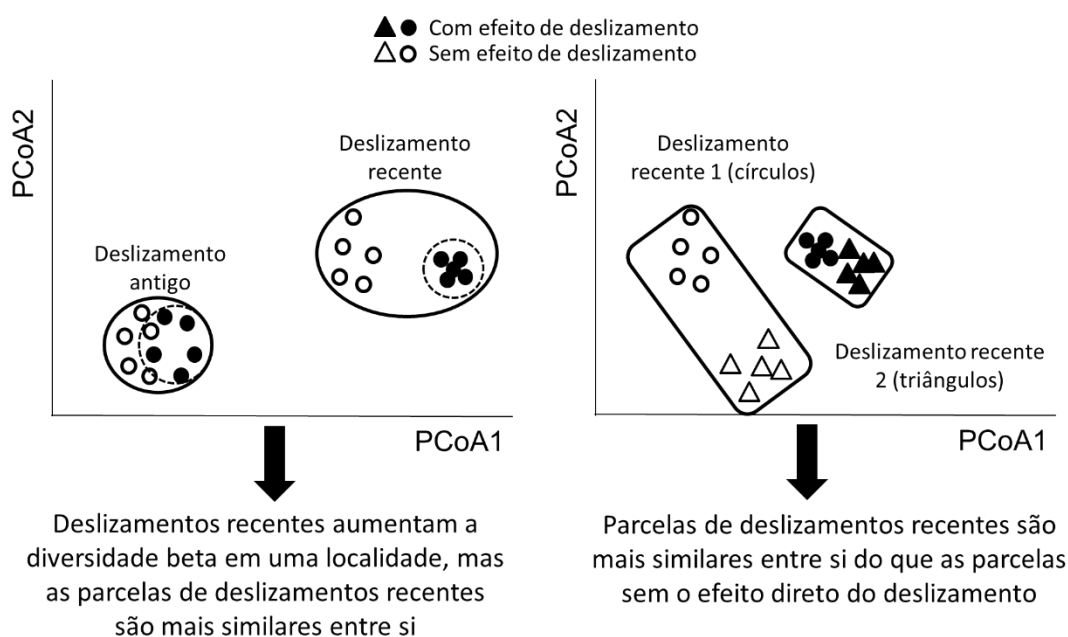 Com efeito de deslizamento
Sem efeito de deslizamento
PCoA2
Deslizamento
recente
Deslizamento
antigo
PCoA1
Deslizamentos recentes aumentam a
diversidade beta em uma localidade, mas
as parcelas de deslizamentos recentes
são mais similares entre si
PCoA2
Deslizamento
recente 1 (círculos)
Deslizamento recente
2 (triângulos)
PCoA1
Parcelas de deslizamentos recentes são
mais similares entre si do que as parcelas
sem o efeito direto do deslizamento